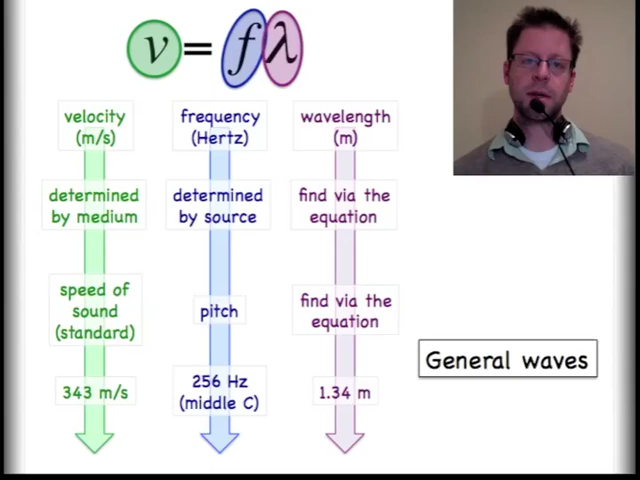 v = fλ
velocity
(m/s)
frequency
(Hertz)
wavelength
(m)
determined
by medium
determined
by source
find via the
equation
speed of
sound
(standard)
pitch
find via the
equation
343 m/s
256 Hz
(middle C)
1.34 m
General waves